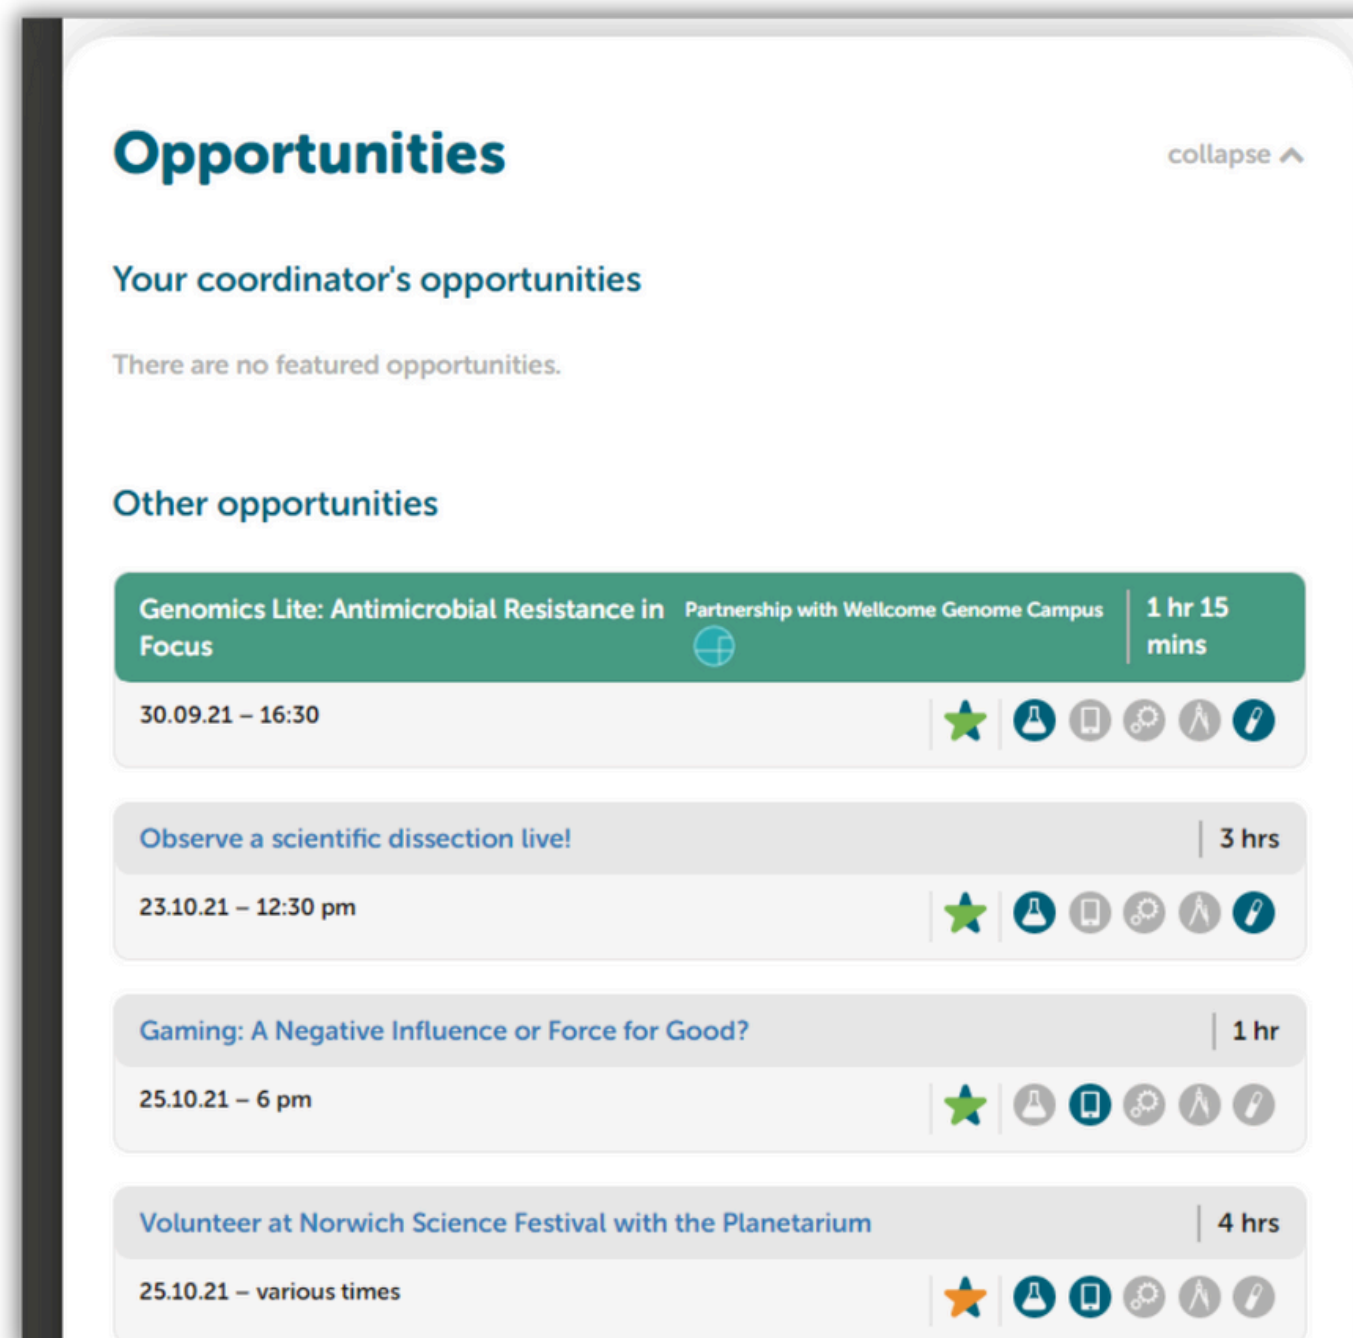 Opportunities
collapse
Your coordinator's opportunities
There are no featured opportunities.
Other opportunities
Genomics Lite: Antimicrobial Resistance in
Focus
Partnership with Wellcome Genome Campus
1 hr 15
mins
30.09.21 – 16:30
Observe a scientific dissection live!
3 hrs
23.10.21 – 12:30 pm
Gaming: A Negative Influence or Force for Good?
1 hr
25.10.21 – 6 pm
Volunteer at Norwich Science Festival with the Planetarium
4 hrs
25.10.21 – various times